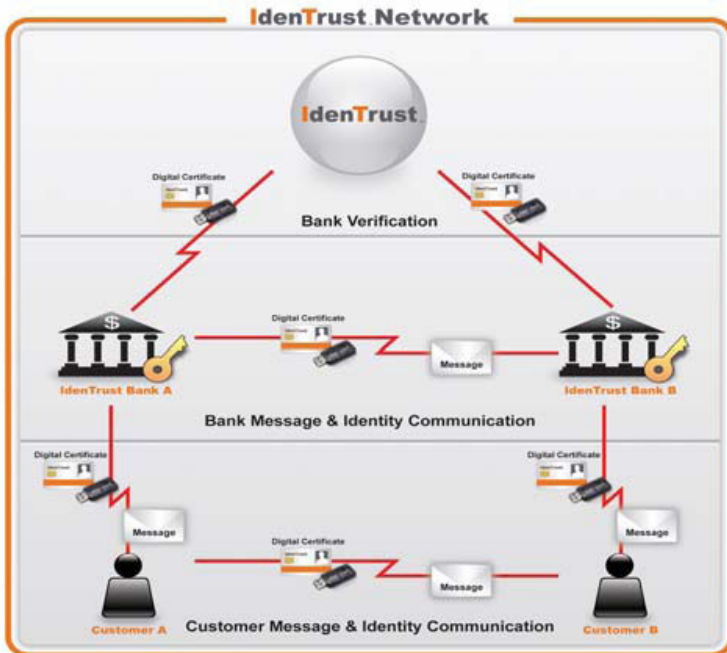 IdenTrust Network
IdenTrust
Digital Certificate
Digital Certificate
Bank Verification
$
$
Digital Certificate
Message
IdenTrust Bank A
IdenTrust Bank B
Bank Message & Identity Communication
Digital Certificate
Digital Certificate
Message
Message
Digital Certificate
Message
Customer A
Customer B
Customer Message & Identity Communication